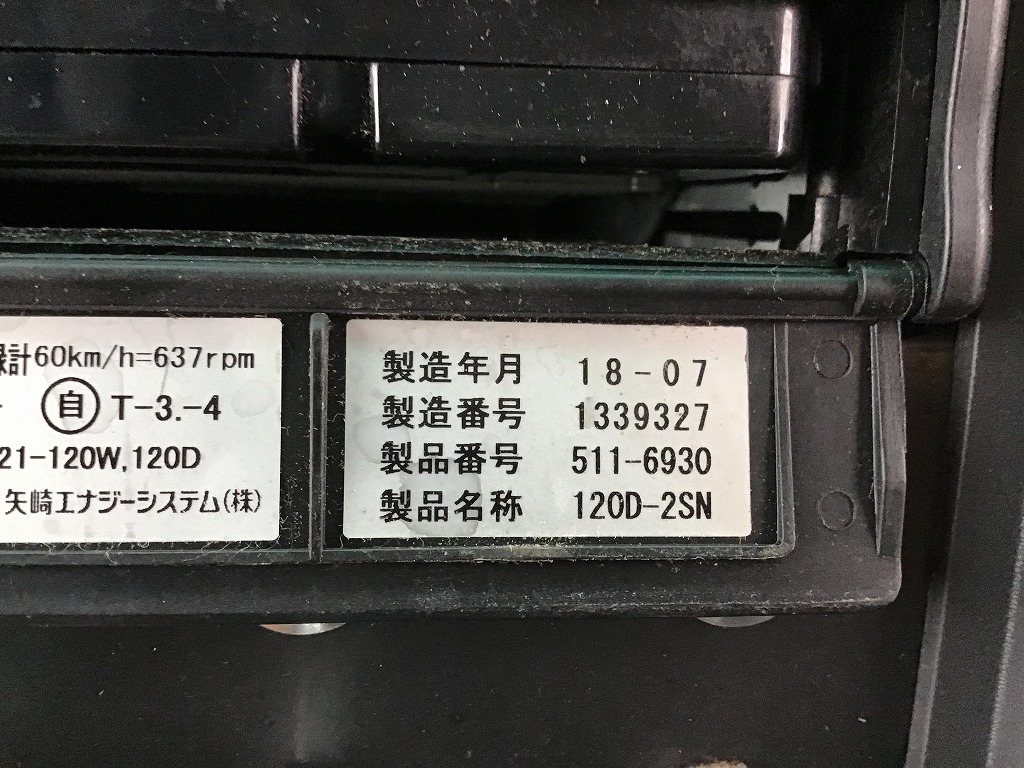 録計60km/h=637rpm
自 T-3.-4
21-120W,120D
矢崎エナジーシステム(株)
製造年月 18-07
製造番号 1339327
製品番号 511-6930
製品名称 120D-2SN